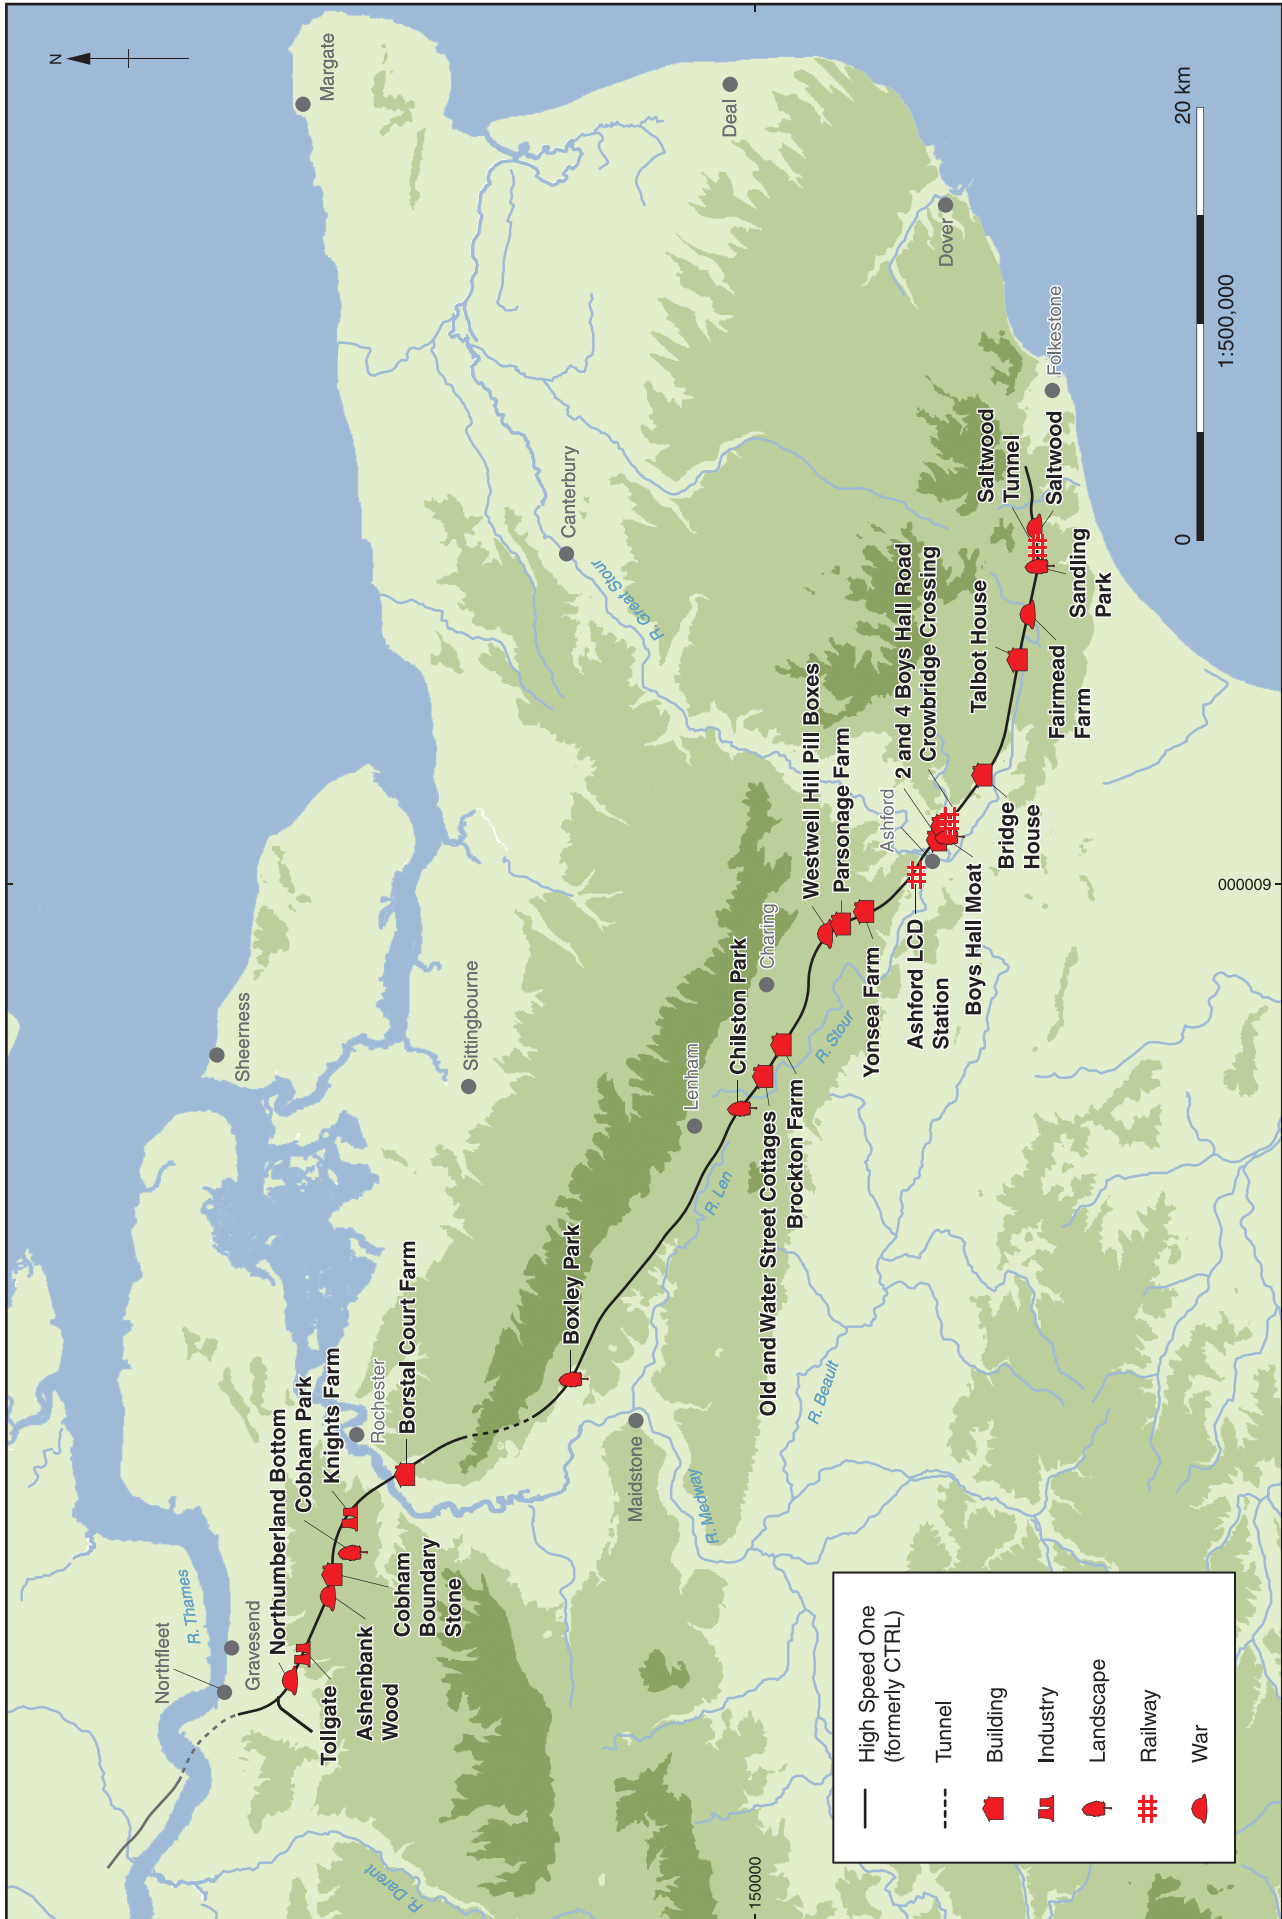 N
Northfleet
R. Thames
Gravesend
Sheerness
Margate
Northumberland Bottom
Cobham Park
Knights Farm
Tollgate
Ashenbank
Wood
Rochester
Borstal Court Farm
Cobham
Boundary
Stone
Sittingbourne
R. Darent
Canterbury
R. Great Stour
Boxley Park
Maidstone
R. Medway
Lenham
R. Len
Deal
Chilston Park
Charing
Old and Water Street Cottages
Brockton Farm
Westwell Hill Pill Boxes
Parsonage Farm
R. Stour
R. Beault
Yonsea Farm
Ashford
2 and 4 Boys Hall Road
Crowbridge Crossing
Ashford LCD
Station
Dover
Boys Hall Moat
Talbot House
Saltwood
Tunnel
Saltwood
Bridge
House
Folkestone
Fairmead
Farm
Sandling
Park
150000
000009
High Speed One
(formerly CTRL)
Tunnel
Building
Industry
Landscape
Railway
War
0
20 km
1:500,000